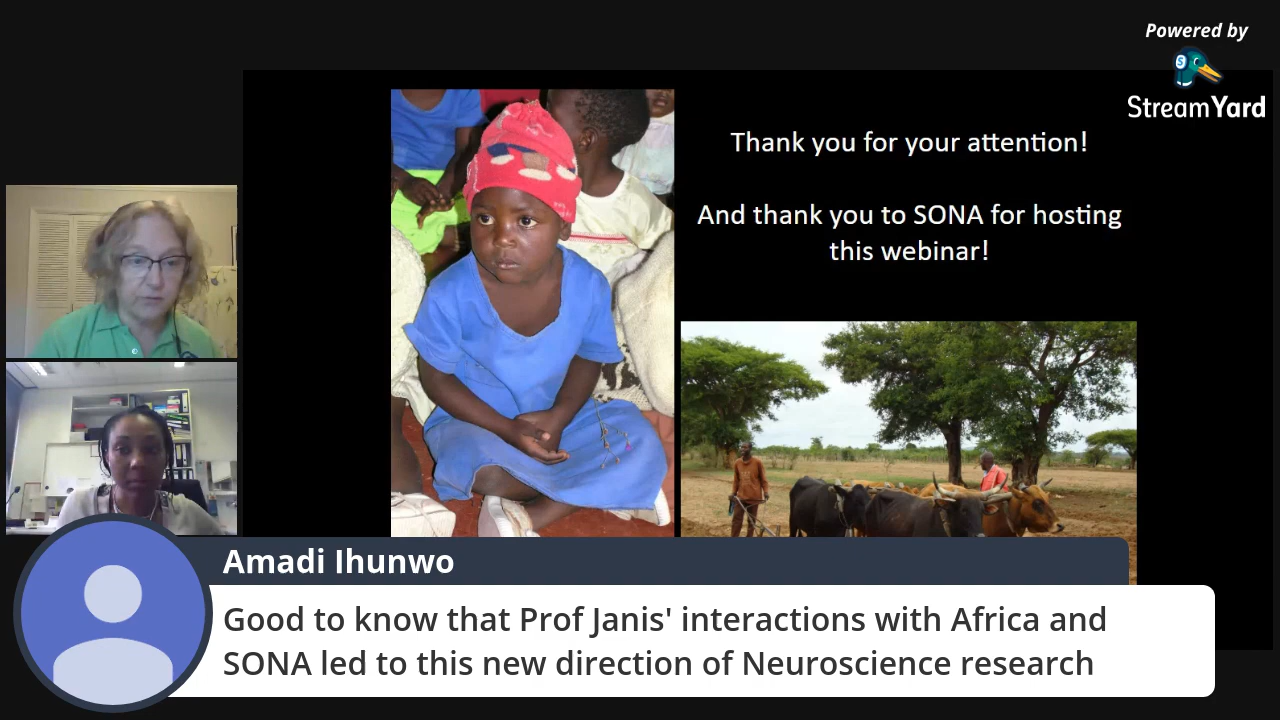 Powered by
StreamYard
Thank you for your attention!
And thank you to SONA for hosting
this webinar!
Amadi Ihunwo
Good to know that Prof Janis' interactions with Africa and
SONA led to this new direction of Neuroscience research